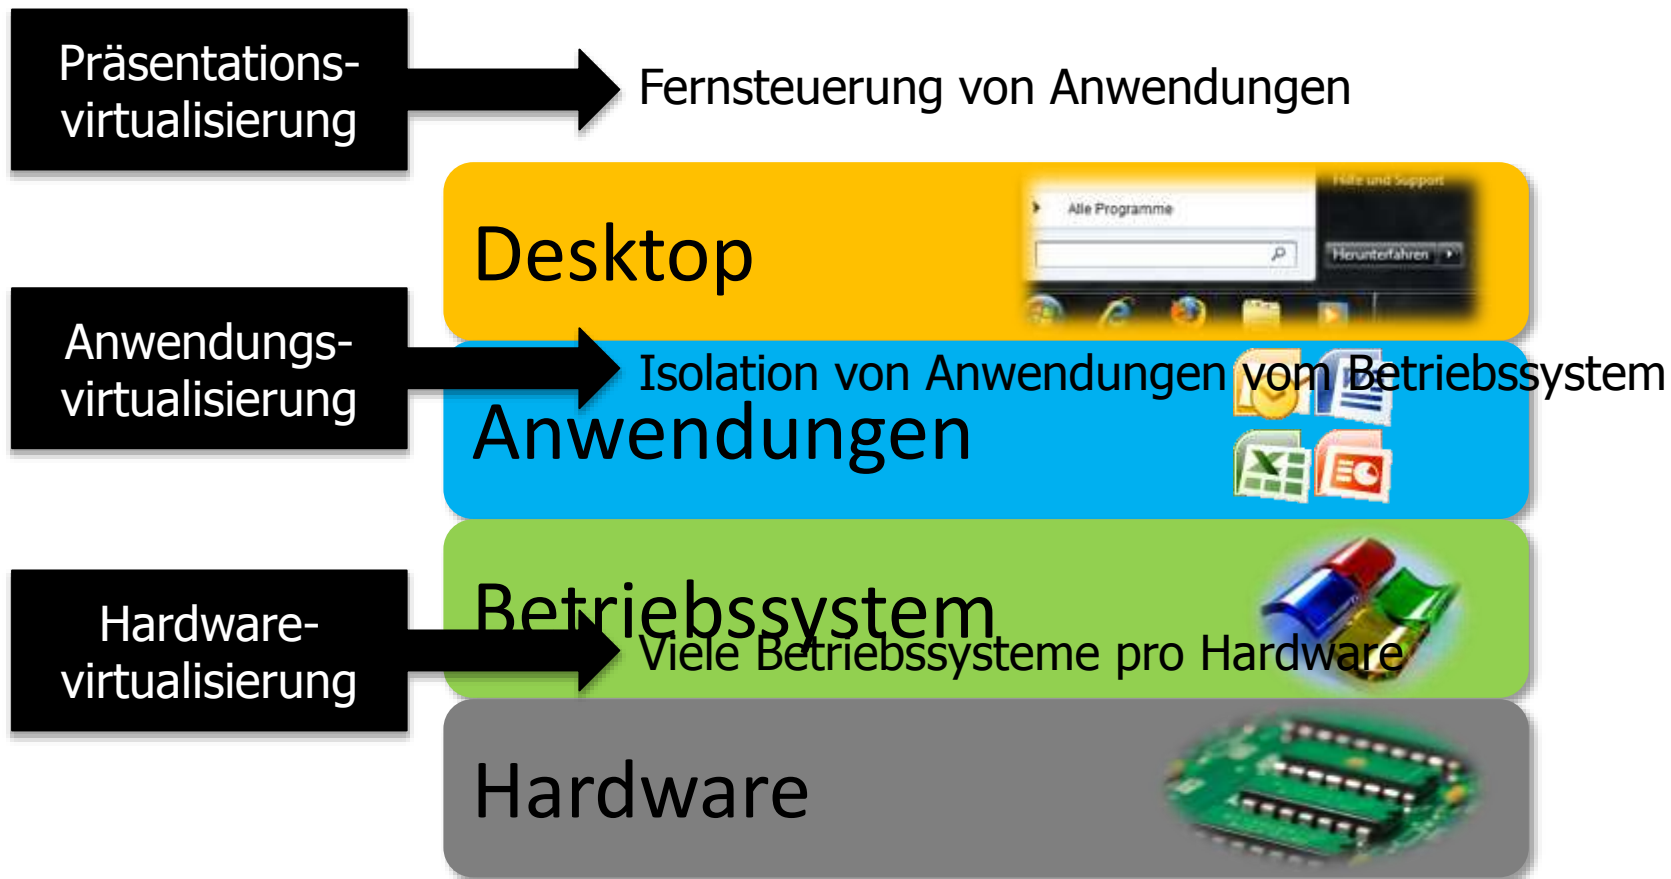 Präsentations-
virtualisierung
Fernsteuerung von Anwendungen
Hilfe und Support
Alle Programme
Desktop
Herunterfahren
Anwendungs-
virtualisierung
Isolation von Anwendungen vom Betriebssystem
Anwendungen
Betriebssystem
Hardware-
virtualisierung
Viele Betriebssysteme pro Hardware
Hardware